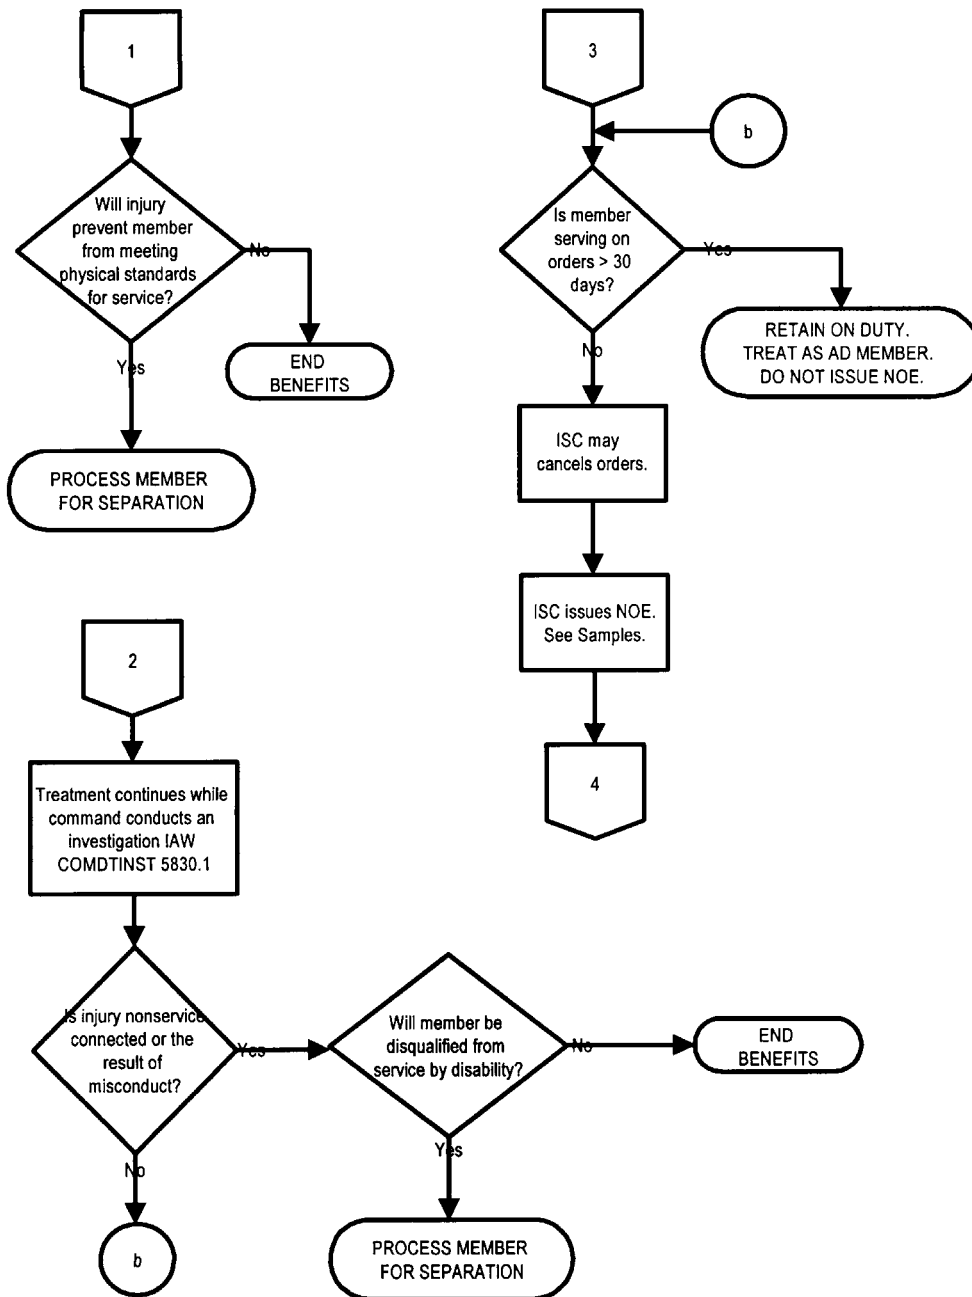 1
Will injury
prevent member
from meeting
physical standards
for service?
No
END
BENEFITS
Yes
PROCESS MEMBER
FOR SEPARATION
3
b
Is member
serving on
orders > 30
days?
Yes
RETAIN ON DUTY.
TREAT AS AD MEMBER.
DO NOT ISSUE NOE.
No
ISC may
cancels orders.
ISC issues NOE.
See Samples.
4
2
Treatment continues while
command conducts an
investigation IAW
COMDTINST 5830.1
Is injury nonservice
connected or the
result of
misconduct?
Yes
Will member be
disqualified from
service by disability?
No
END
BENEFITS
Yes
PROCESS MEMBER
FOR SEPARATION
No
b